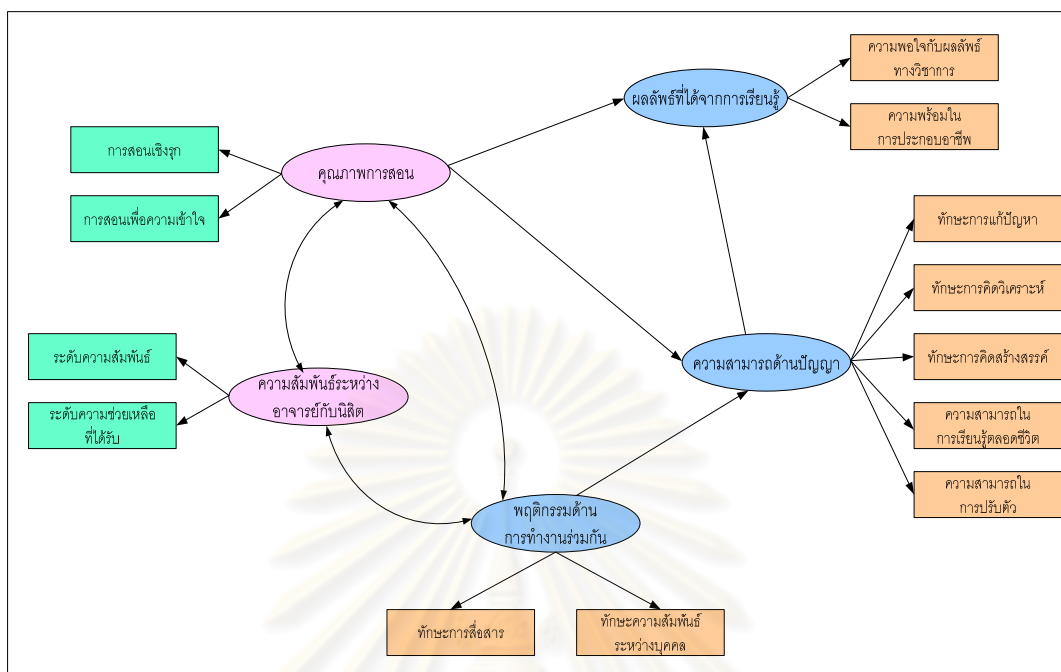 ความพอใจกับผลลัพธ์
ทางวิชาการ
ผลลัพธ์ที่ได้จากการเรียนรู้
ความพร้อมใน
การประกอบอาชีพ
การสอนเชิงรุก
คุณภาพการสอน
การสอนเพื่อความเข้าใจ
ทักษะการแก้ปัญหา
ทักษะการคิดวิเคราะห์
ระดับความสัมพันธ์
ความสามารถด้านปัญญา
ทักษะการคิดสร้างสรรค์
ความสัมพันธ์ระหว่าง
อาจารย์กับนิสิต
ระดับความช่วยเหลือ
ที่ได้รับ
ความสามารถใน
การเรียนรู้ตลอดชีวิต
ความสามารถใน
การปรับตัว
พฤติกรรมด้าน
การทำงานร่วมกัน
ทักษะการสื่อสาร
ทักษะความสัมพันธ์
ระหว่างบุคคล